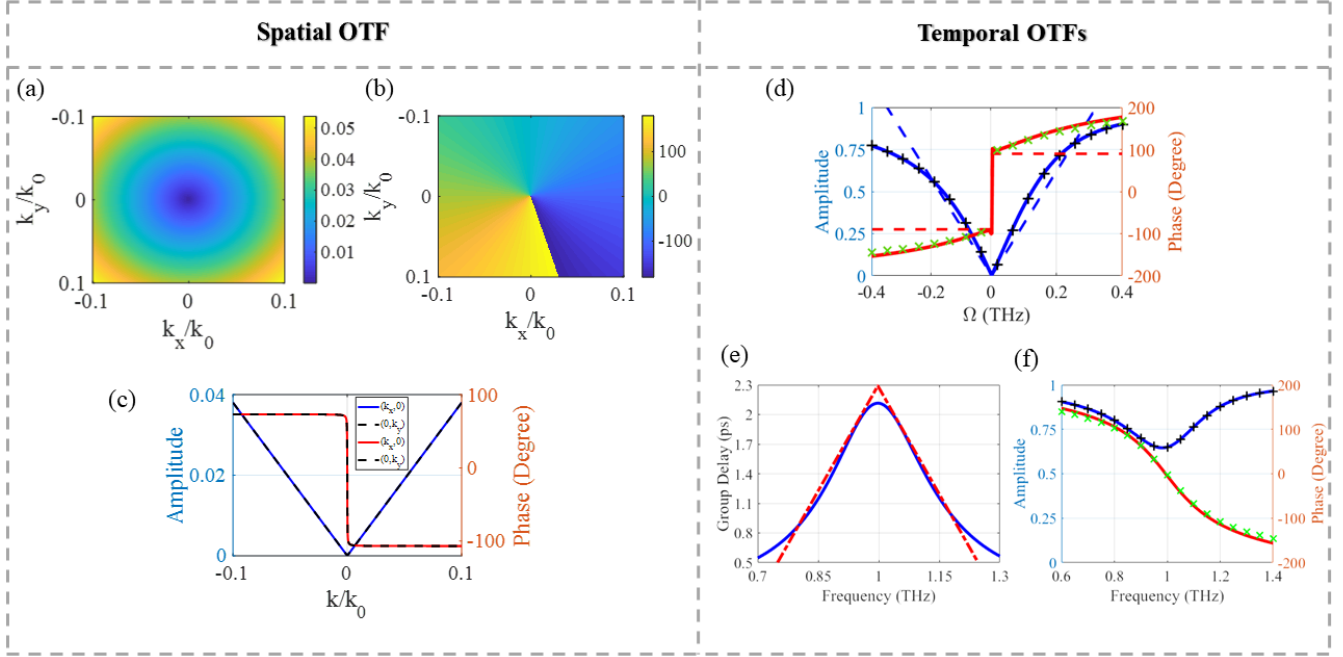 Spatial OTF
Temporal OTFs
(a)
-0.1
0
0.1
k_y/k_0
-0.1 0 0.1
k_x/k_0
0.05
0.04
0.03
0.02
0.01
(b)
-0.1
0
0.1
k_y/k_0
-0.1 0 0.1
k_x/k_0
100
0
-100
(c)
0.04
0.02
0
Amplitude
-0.1 0 0.1
k/k_0
100
0
-100
Phase (Degree)
(k_x,0)
(0,k_y)
(k_x,0)
(0,k_y)
(d)
1
0.75
0.5
0.25
0
Amplitude
-0.4 -0.2 0 0.2 0.4
Ω (THz)
200
100
0
-100
-200
Phase (Degree)
(e)
2.3
2
1.7
1.4
1.1
0.8
0.5
Group Delay (ps)
0.7 0.85 1 1.15 1.3
Frequency (THz)
(f)
1
0.75
0.5
0.25
0
Amplitude
0.6 0.8 1 1.2 1.4
Frequency (THz)
200
100
0
-100
-200
Phase (Degree)